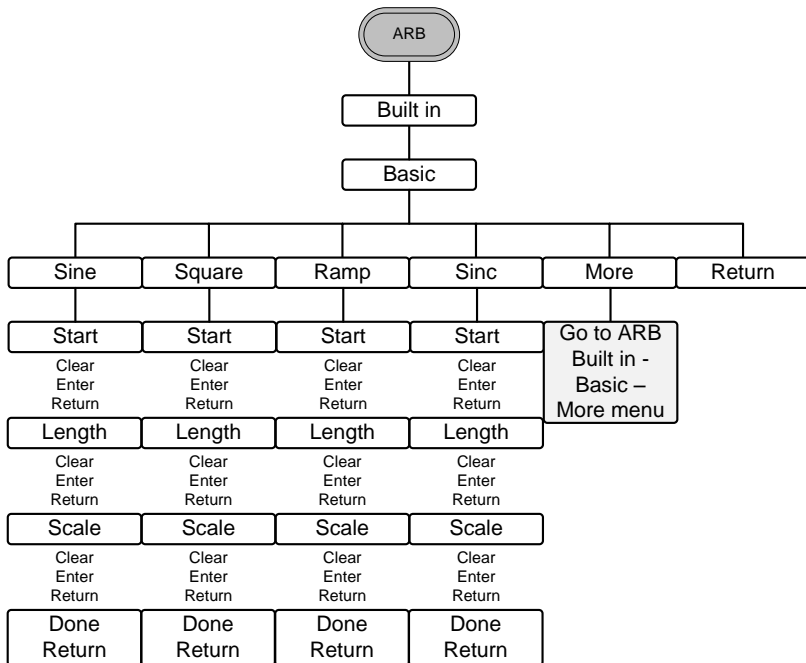 ARB
Built in
Basic
Sine Square Ramp Sinc More Return
Start Start Start Start Go to ARB
Clear Clear Clear Clear Built in -
Enter Enter Enter Enter Basic –
Return Return Return Return More menu
Length Length Length Length
Clear Clear Clear Clear
Enter Enter Enter Enter
Return Return Return Return
Scale Scale Scale Scale
Clear Clear Clear Clear
Enter Enter Enter Enter
Return Return Return Return
Done Done Done Done
Return Return Return Return